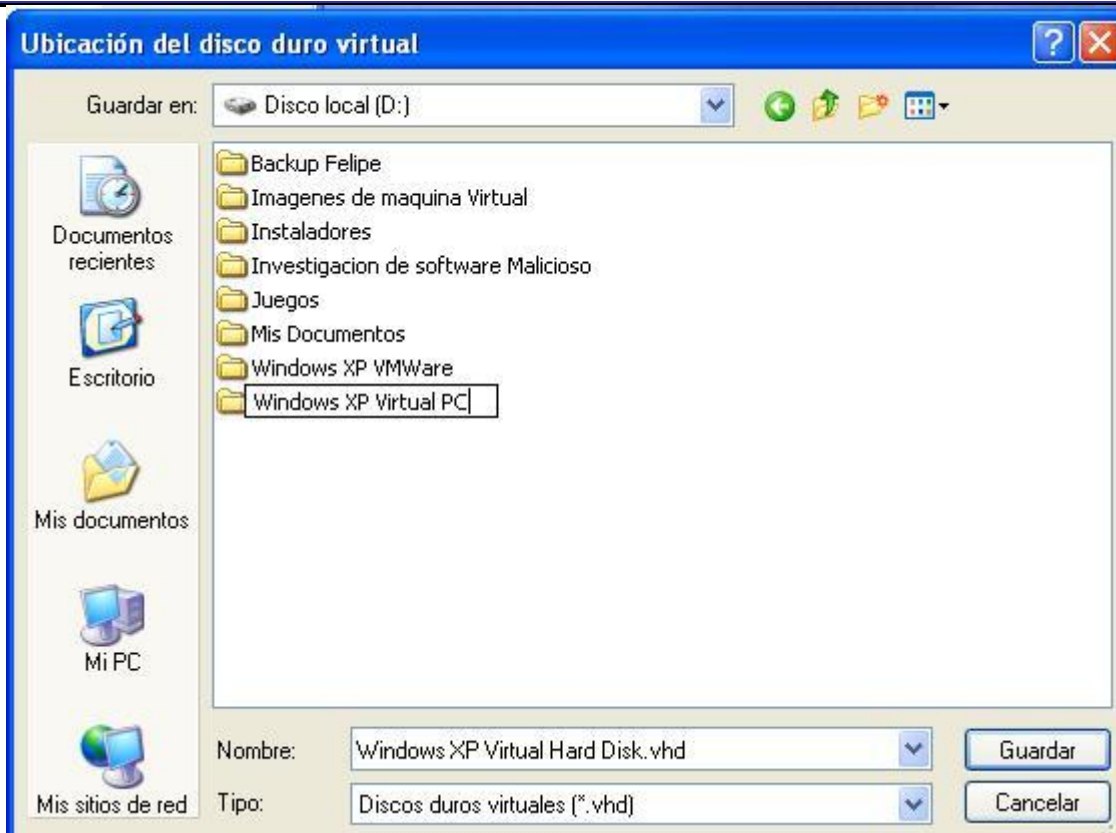 Ubicación del disco duro virtual
Guardar en:
Disco local (D:)
Documentos
recientes
Escritorio
Mis documentos
Mi PC
Mis sitios de red
Backup Felipe
Imagenes de maquina Virtual
Instaladores
Investigacion de software Malicioso
Juegos
Mis Documentos
Windows XP VMWare
Windows XP Virtual PC
Nombre:
Windows XP Virtual Hard Disk.vhd
Guardar
Tipo:
Discos duros virtuales (*.vhd)
Cancelar